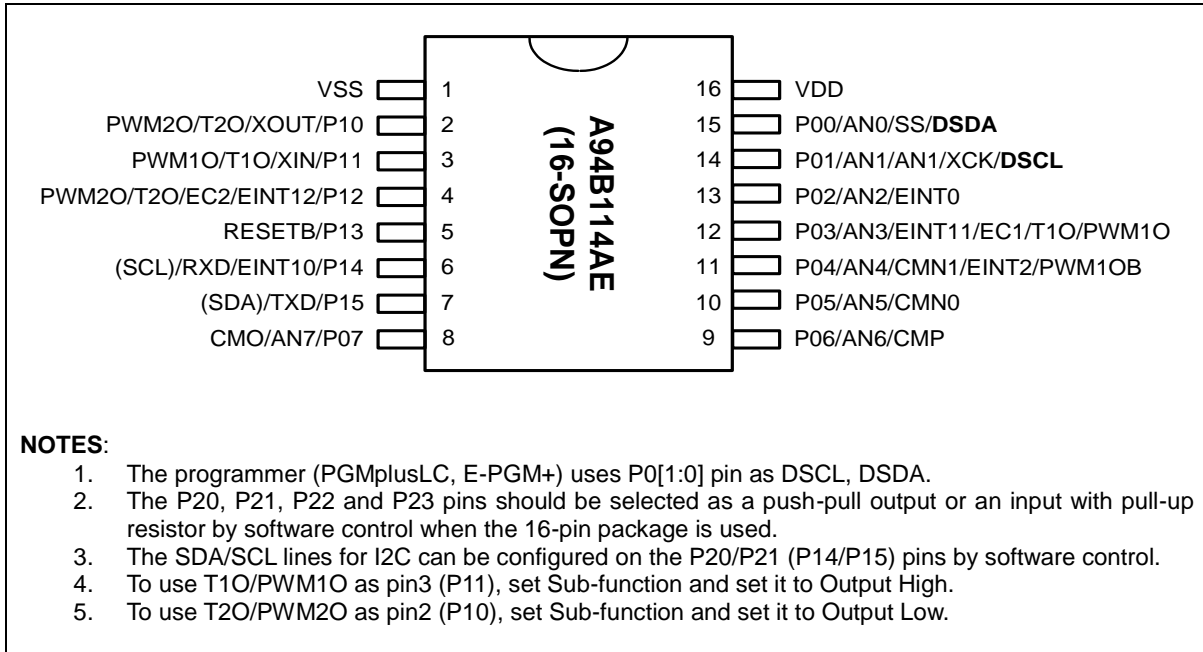 VSS 1 16 VDD
PWM2O/T2O/XOUT/P10 2 15 P00/AN0/SS/DSDA
PWM1O/T1O/XIN/P11 3 14 P01/AN1/AN1/XCK/DSCL
PWM2O/T2O/EC2/EINT12/P12 4 13 P02/AN2/EINT0
RESETB/P13 5 12 P03/AN3/EINT11/EC1/T1O/PWM1O
(SCL)/RXD/EINT10/P14 6 11 P04/AN4/CMN1/EINT2/PWM1OB
(SDA)/TXD/P15 7 10 P05/AN5/CMN0
CMO/AN7/P07 8 9 P06/AN6/CMP
A94B114AE
(16-SOPN)
NOTES:
1. The programmer (PGMplusLC, E-PGM+) uses P0[1:0] pin as DSCL, DSDA.
2. The P20, P21, P22 and P23 pins should be selected as a push-pull output or an input with pull-up
resistor by software control when the 16-pin package is used.
3. The SDA/SCL lines for I2C can be configured on the P20/P21 (P14/P15) pins by software control.
4. To use T1O/PWM1O as pin3 (P11), set Sub-function and set it to Output High.
5. To use T2O/PWM2O as pin2 (P10), set Sub-function and set it to Output Low.